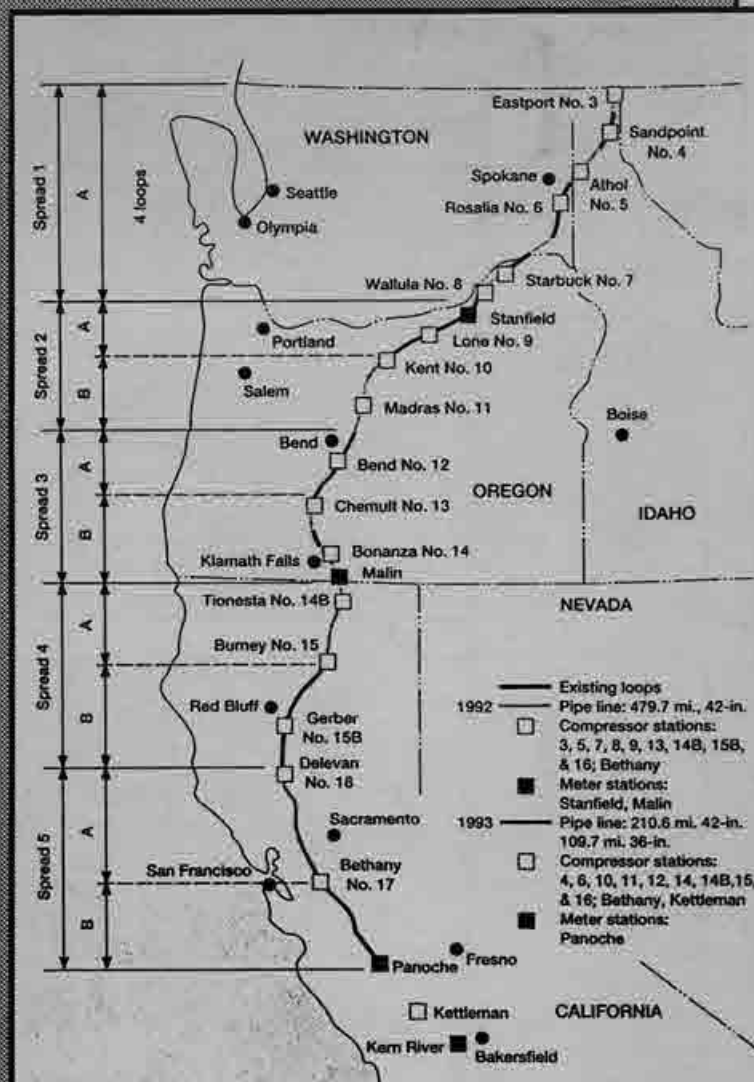 Eastport No. 3
WASHINGTON
Sandpoint
No. 4
Spread 1
A
4 loops
Seattle
Spokane
Athol
No. 5
Rosalia No. 6
Olympia
Wallula No. 8
Starbuck No. 7
Stanfield
Spread 2
A
Portland
Lone No. 9
Kent No. 10
B
Salem
Madras No. 11
Boise
Spread 3
A
Bend
Bend No. 12
OREGON
IDAHO
Chemult No. 13
B
Bonanza No. 14
Klamath Falls
Malin
Tionesta No. 14B
NEVADA
Spread 4
A
Burney No. 15
B
Red Bluff
Gerber
No. 15B
Delevan
No. 16
Spread 5
A
Sacramento
San Francisco
Bethany
No. 17
B
Panoche
Fresno
Kettleman
CALIFORNIA
Kern River
Bakersfield
Existing loops
1992 Pipe line: 479.7 mi., 42-in.
Compressor stations:
3, 5, 7, 8, 9, 13, 14B, 15B,
& 16; Bethany
Meter stations:
Stanfield, Malin
1993 Pipe line: 210.6 mi. 42-in.
109.7 mi. 36-in.
Compressor stations:
4, 6, 10, 11, 12, 14, 14B,15,
& 16; Bethany, Kettleman
Meter stations:
Panoche